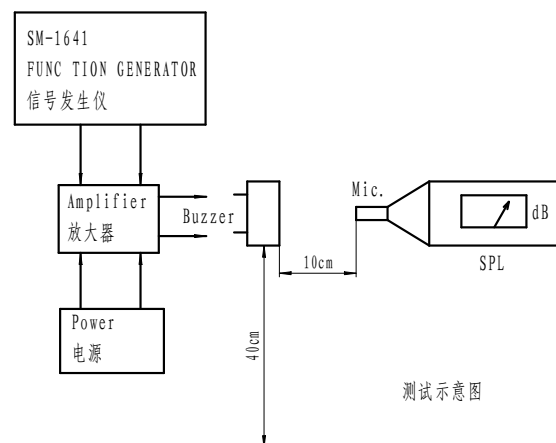 SM-1641
FUNC TION GENERATOR
信号发生仪
Amplifier
放大器
Buzzer
Mic.
dB
SPL
10cm
Power
电源
40cm
测试示意图